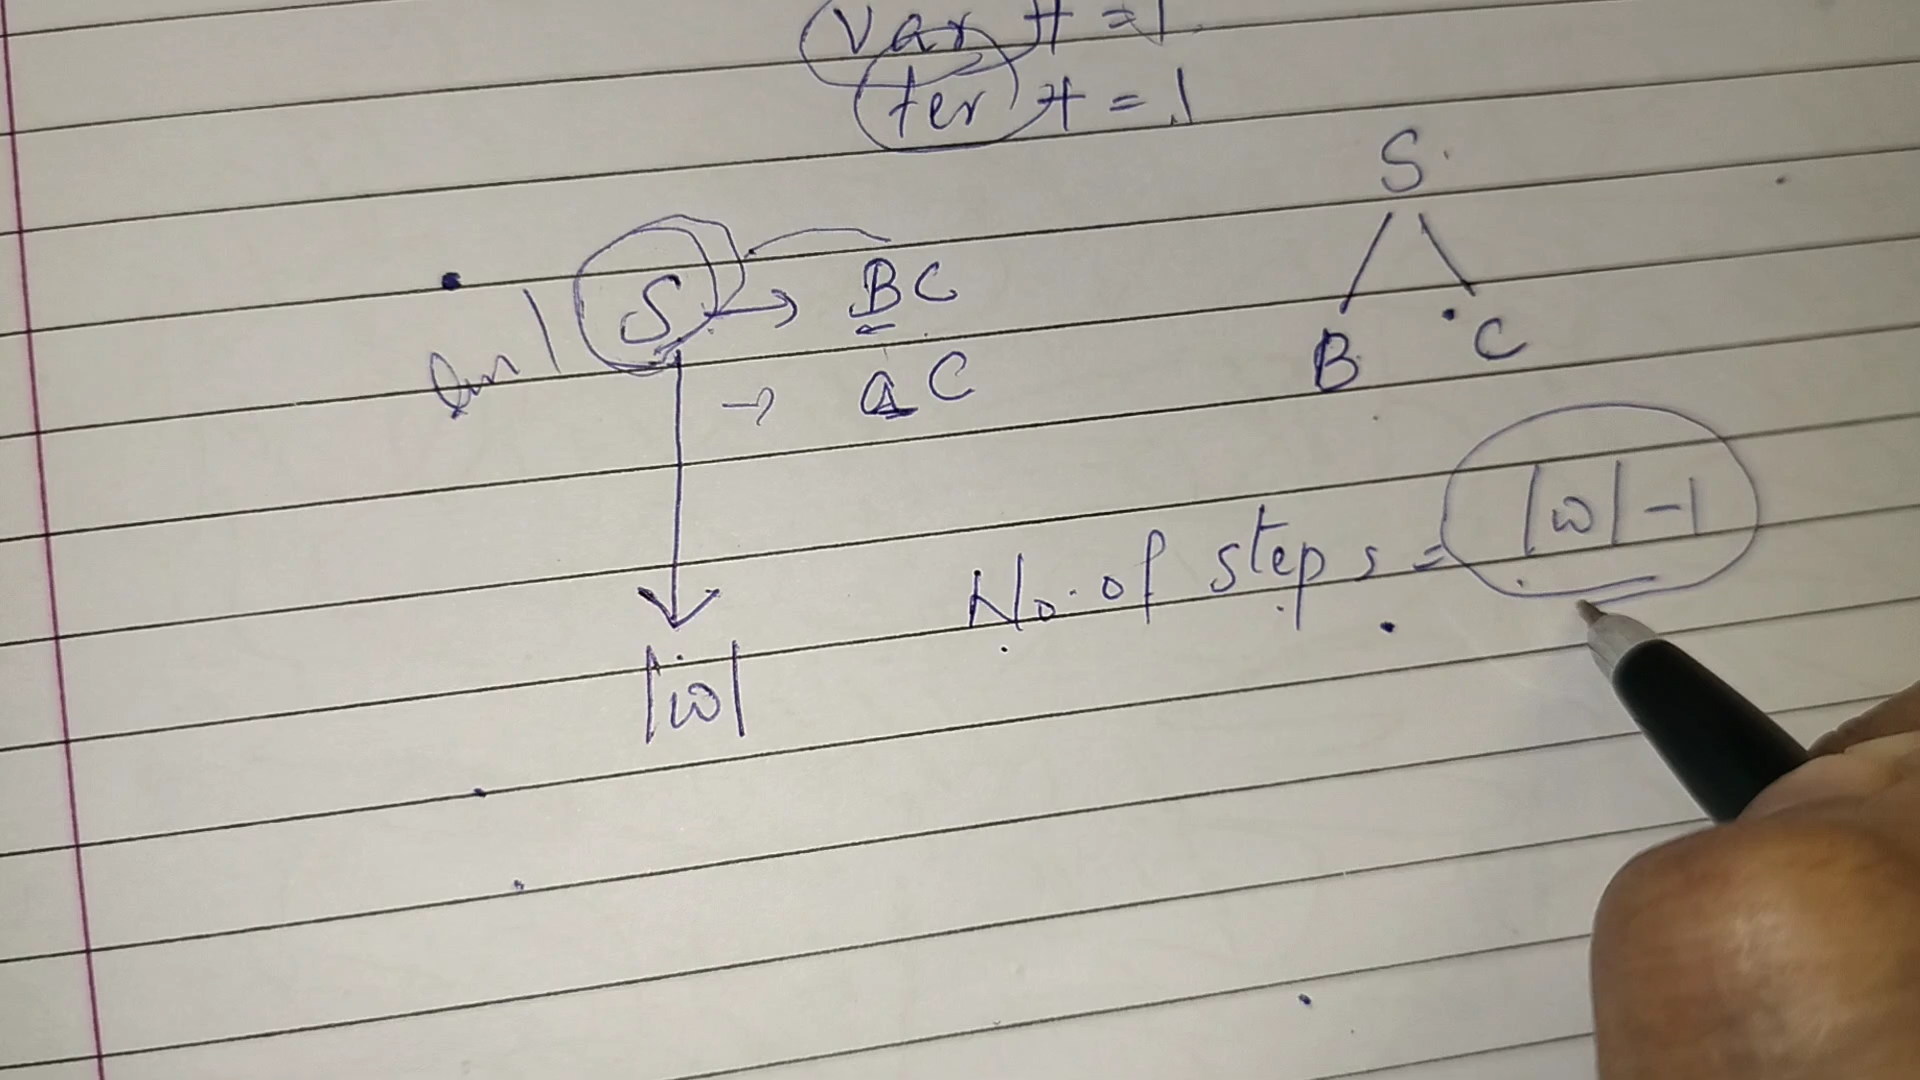 Var # = 1
ter # = 1
S
S → BC
→ aC
B C
No. of steps = |ω| - 1
|ω|